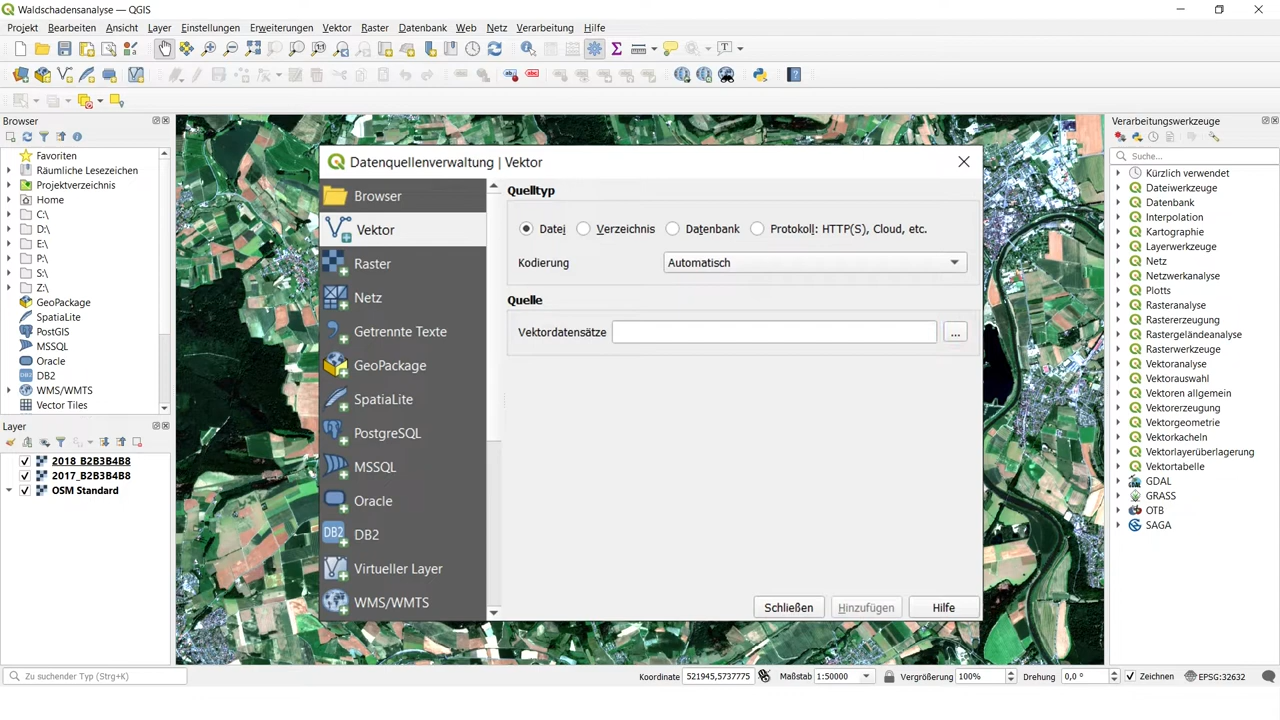 Waldschadensanalyse — QGIS
Projekt Bearbeiten Ansicht Layer Einstellungen Erweiterungen Vektor Raster Datenbank Web Netz Verarbeitung Hilfe
Browser
Favoriten
Räumliche Lesezeichen
Projektverzeichnis
Home
C:\
D:\
E:\
P:\
S:\
Z:\
GeoPackage
SpatiaLite
PostGIS
MSSQL
Oracle
DB2
WMS/WMTS
Vector Tiles
Layer
2018_B2B3B4B8
2017_B2B3B4B8
OSM Standard
Datenquellenverwaltung | Vektor
Browser
Vektor
Raster
Netz
Getrennte Texte
GeoPackage
SpatiaLite
PostgreSQL
MSSQL
Oracle
DB2
Virtueller Layer
WMS/WMTS
Quelltyp
Datei Verzeichnis Datenbank Protokoll: HTTP(S), Cloud, etc.
Kodierung Automatisch
Quelle
Vektordatensätze ...
Schließen Hinzufügen Hilfe
Verarbeitungswerkzeuge
Suche...
Kürzlich verwendet
Dateiwerkzeuge
Datenbank
Interpolation
Kartographie
Layerwerkzeuge
Netz
Netzwerkanalyse
Plotts
Rasteranalyse
Rastererzeugung
Rastergeländeanalyse
Rasterwerkzeuge
Vektoranalyse
Vektorauswahl
Vektoren allgemein
Vektorerzeugung
Vektorgeometrie
Vektorkacheln
Vektorlayerüberlagerung
Vektortabelle
GDAL
GRASS
OTB
SAGA
Zu suchender Typ (Strg+K) Koordinate 521945,5737775 Maßstab 1:50000 Vergrößerung 100% Drehung 0,0 ° Zeichnen EPSG:32632